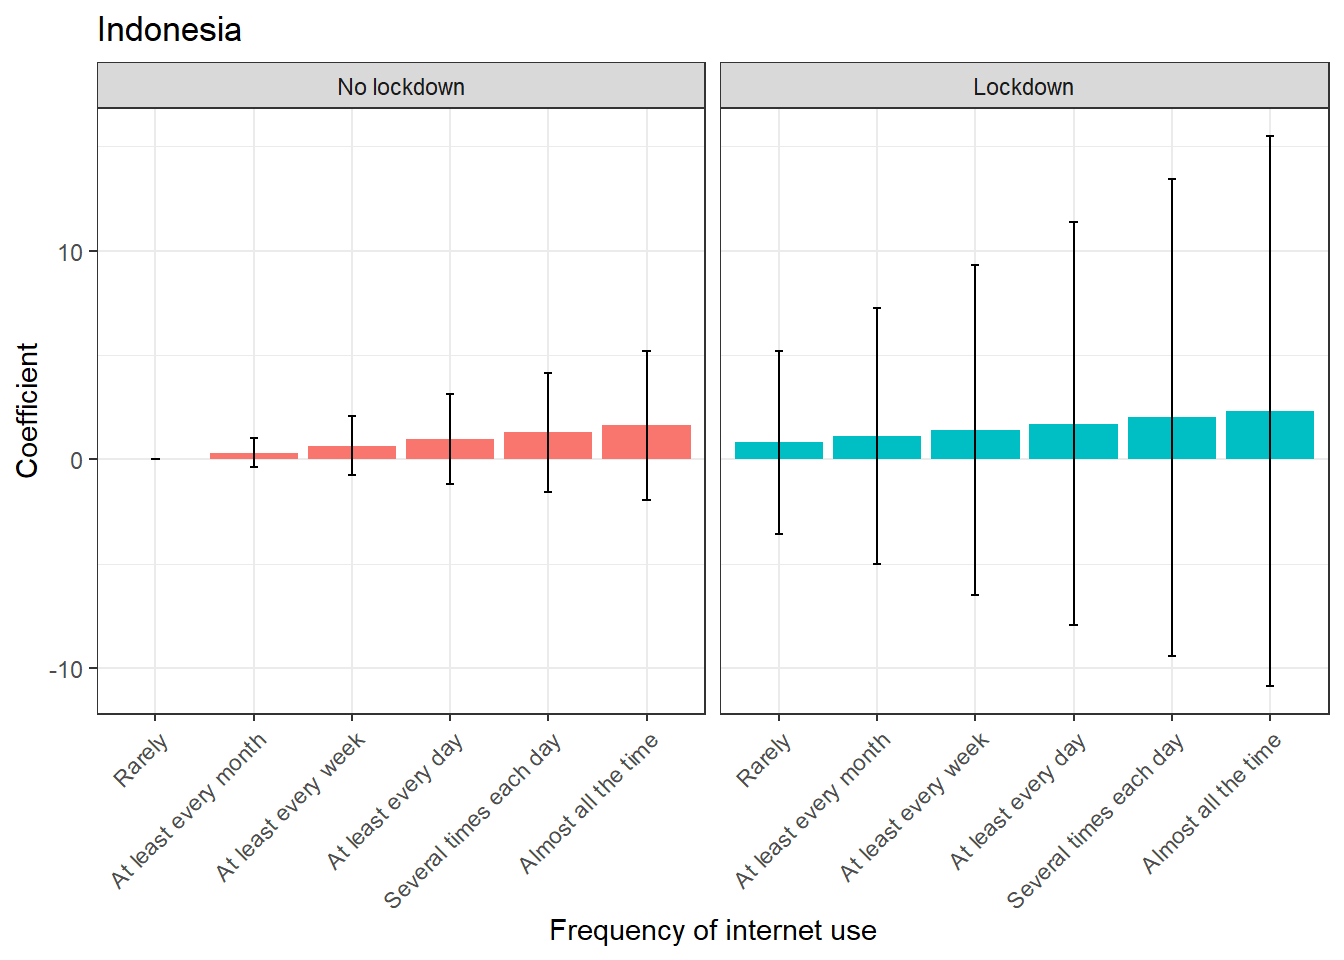 Indonesia
No lockdown
Lockdown
Coefficient
10
0
-10
Rarely
At least every month
At least every week
At least every day
Several times each day
Almost all the time
Rarely
At least every month
At least every week
At least every day
Several times each day
Almost all the time
Frequency of internet use